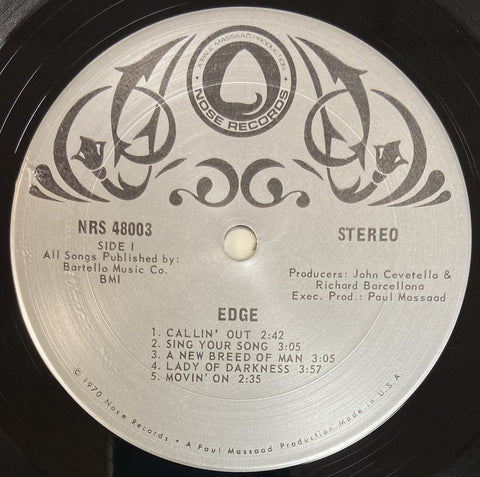 A PAUL MASSAAD PRODUCTION
NOSE RECORDS
NRS 48003
SIDE I
All Songs Published by:
Bartello Music Co.
BMI
STEREO
Producers: John Cevetello &
Richard Barcellona
Exec. Prod.: Paul Massaad
EDGE
1. CALLIN' OUT 2:42
2. SING YOUR SONG 3:05
3. A NEW BREED OF MAN 3:05
4. LADY OF DARKNESS 3:57
5. MOVIN' ON 2:35
© 1970 Nose Records • A Paul Massaad Production Made in U.S.A.